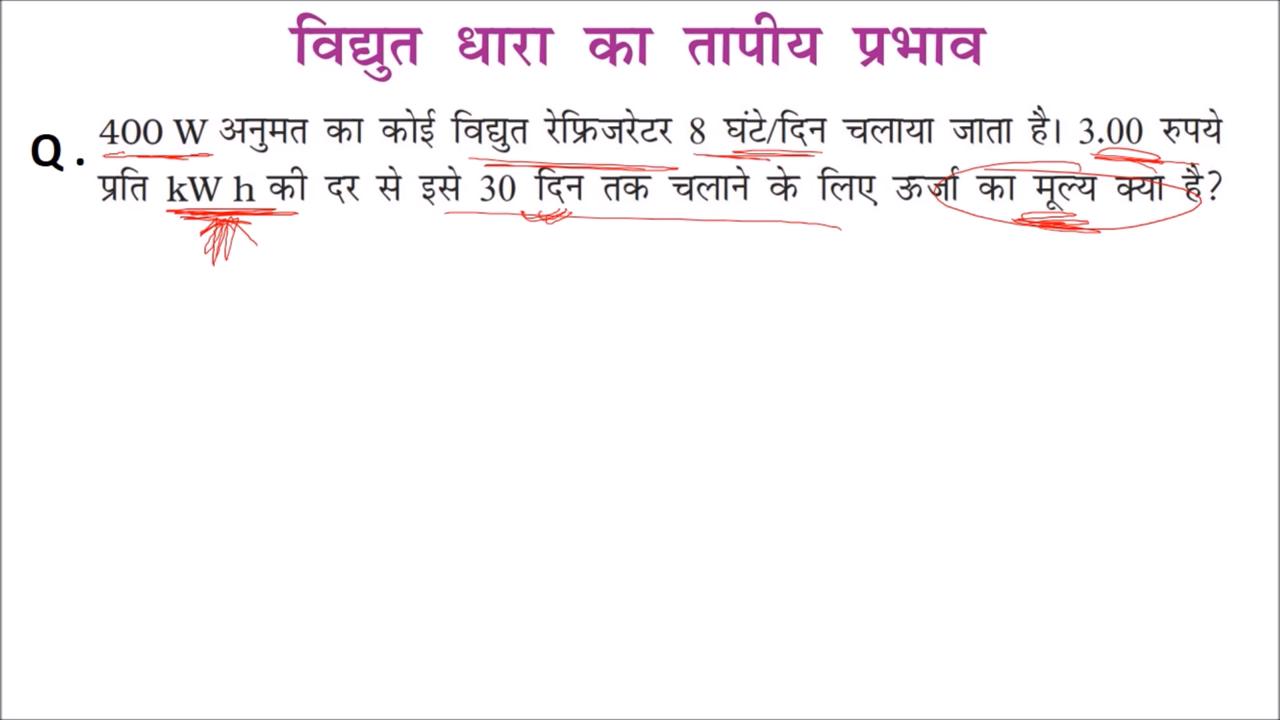 विद्युत धारा का तापीय प्रभाव
Q . 400 W अनुमत का कोई विद्युत रेफ्रिजरेटर 8 घंटे/दिन चलाया जाता है। 3.00 रुपये
प्रति kW h की दर से इसे 30 दिन तक चलाने के लिए ऊर्जा का मूल्य क्या है?